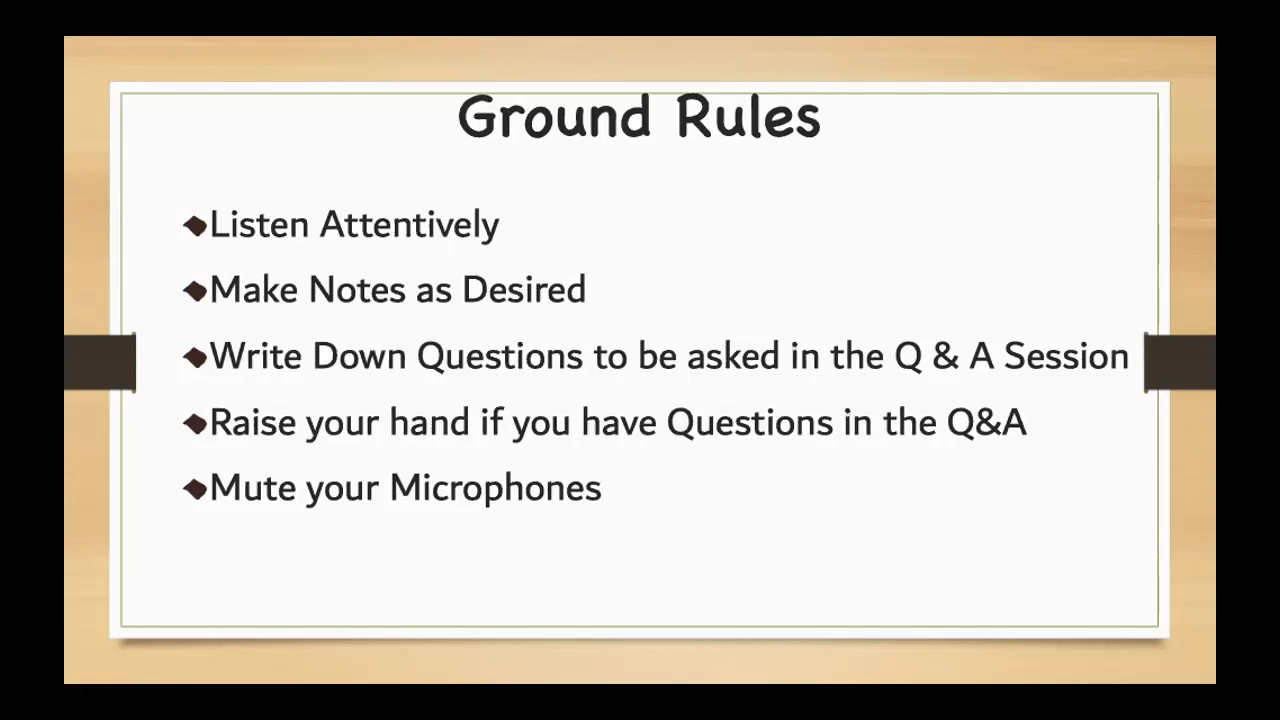 Ground Rules
Listen Attentively
Make Notes as Desired
Write Down Questions to be asked in the Q & A Session
Raise your hand if you have Questions in the Q&A
Mute your Microphones